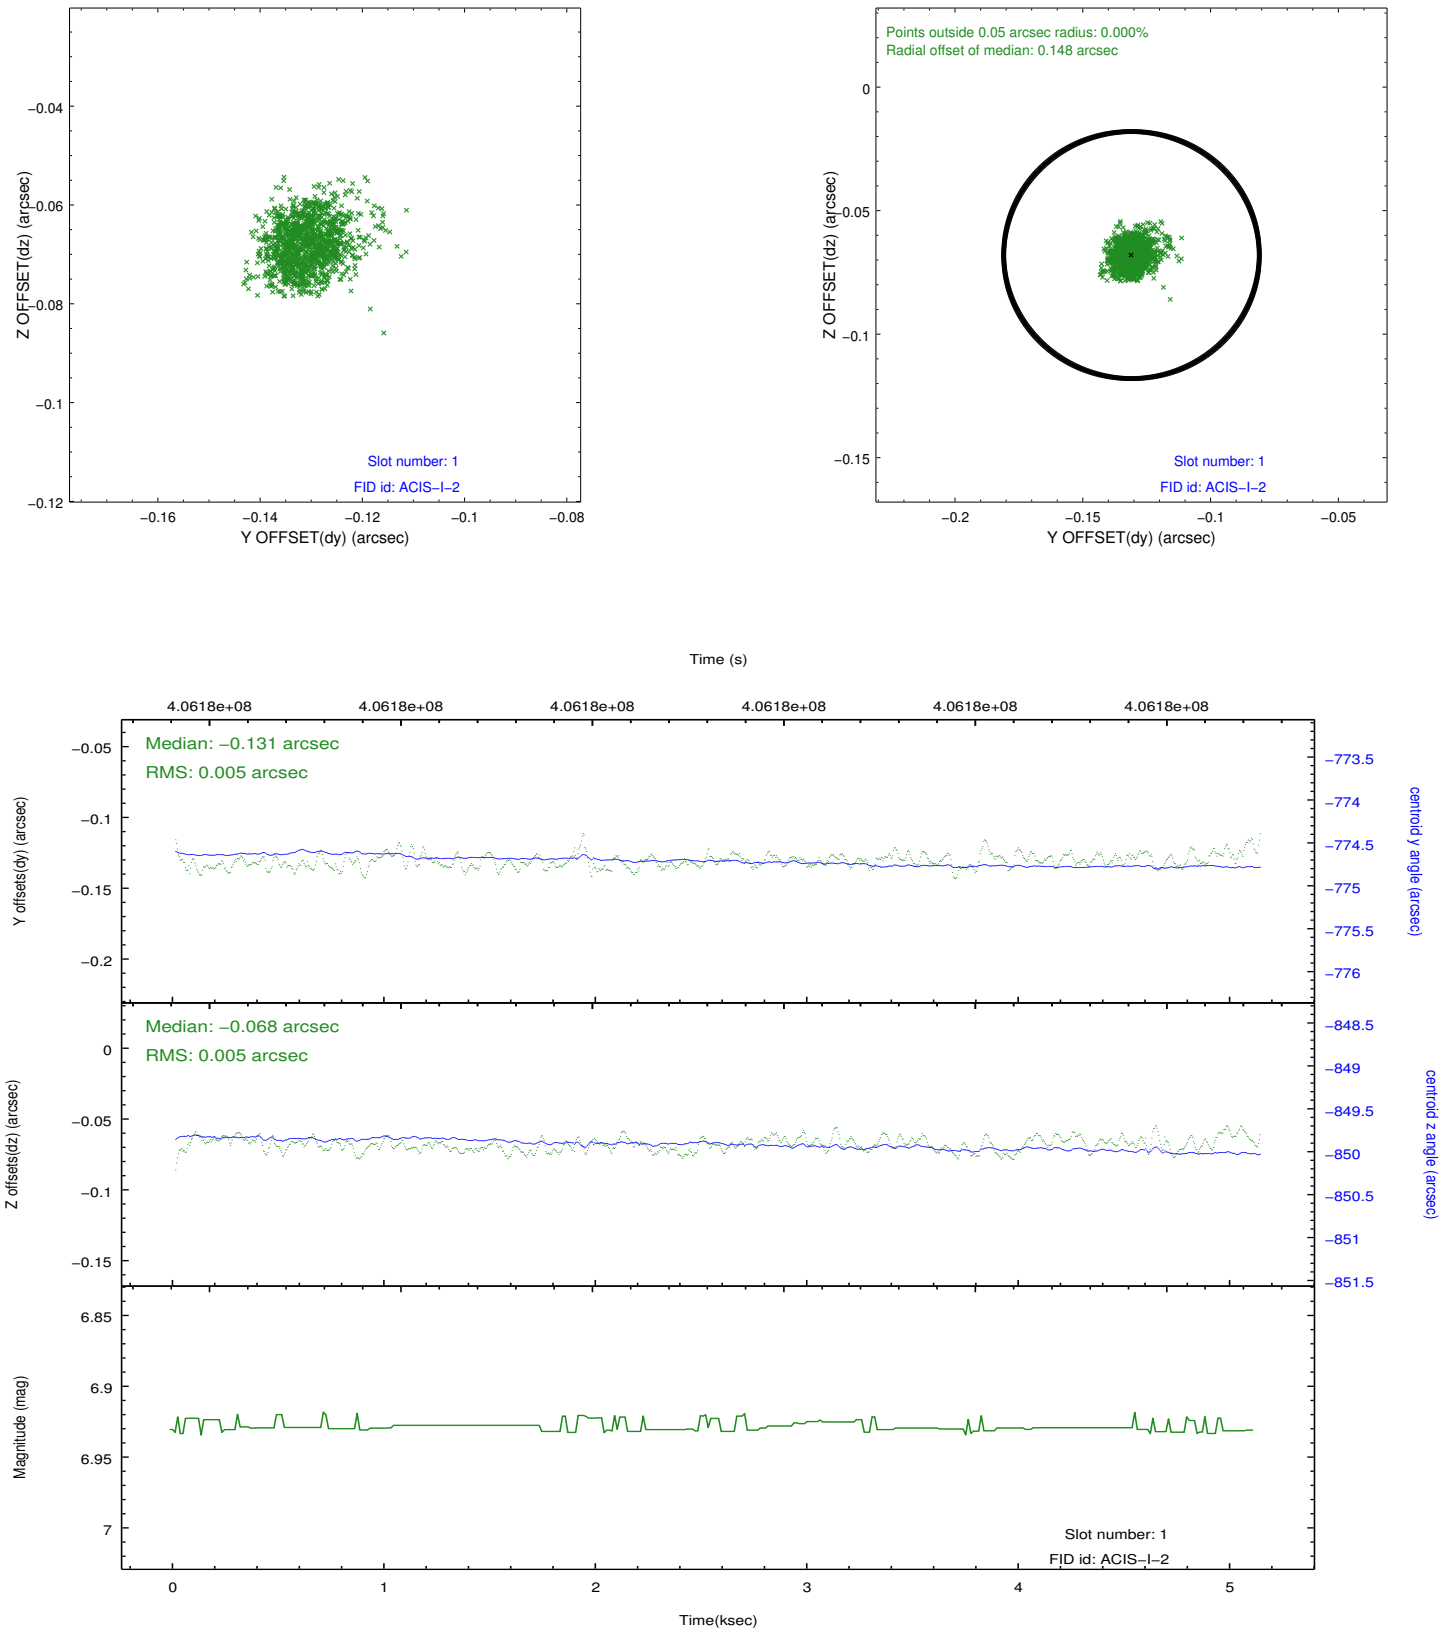 −0.04
−0.06
−0.08
−0.1
−0.12
Z OFFSET(dz) (arcsec)
Slot number: 1
FID id: ACIS−I−2
−0.16
−0.14
−0.12
−0.1
−0.08
Y OFFSET(dy) (arcsec)
Points outside 0.05 arcsec radius: 0.000%
Radial offset of median: 0.148 arcsec
0
−0.05
−0.1
−0.15
Z OFFSET(dz) (arcsec)
Slot number: 1
FID id: ACIS−I−2
−0.2
−0.15
−0.1
−0.05
Y OFFSET(dy) (arcsec)
Time (s)
4.0618e+08
4.0618e+08
4.0618e+08
4.0618e+08
4.0618e+08
4.0618e+08
Median: −0.131 arcsec
RMS: 0.005 arcsec
−0.05
−0.1
−0.15
−0.2
Y offsets(dy) (arcsec)
−773.5
−774
−774.5
−775
−775.5
−776
centroid y angle (arcsec)
Median: −0.068 arcsec
RMS: 0.005 arcsec
0
−0.05
−0.1
−0.15
Z offsets(dz) (arcsec)
−848.5
−849
−849.5
−850
−850.5
−851
−851.5
centroid z angle (arcsec)
6.85
6.9
6.95
7
Magnitude (mag)
Slot number: 1
FID id: ACIS−I−2
0
1
2
3
4
5
Time(ksec)